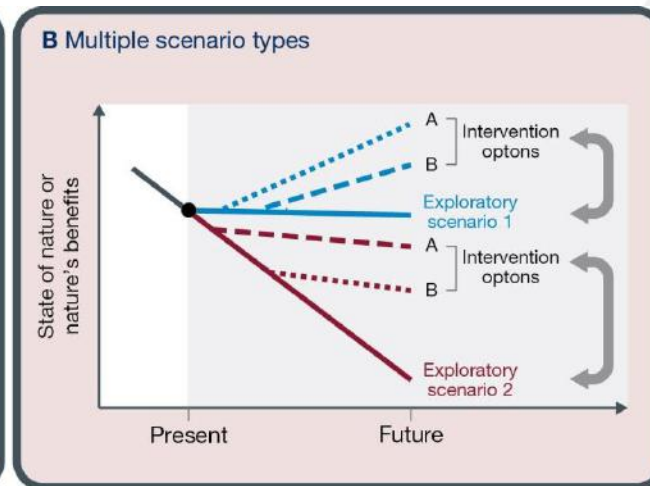 B Multiple scenario types
State of nature or
nature's benefits
A
B
Intervention
optons
Exploratory
scenario 1
A
B
Intervention
optons
Exploratory
scenario 2
Present
Future